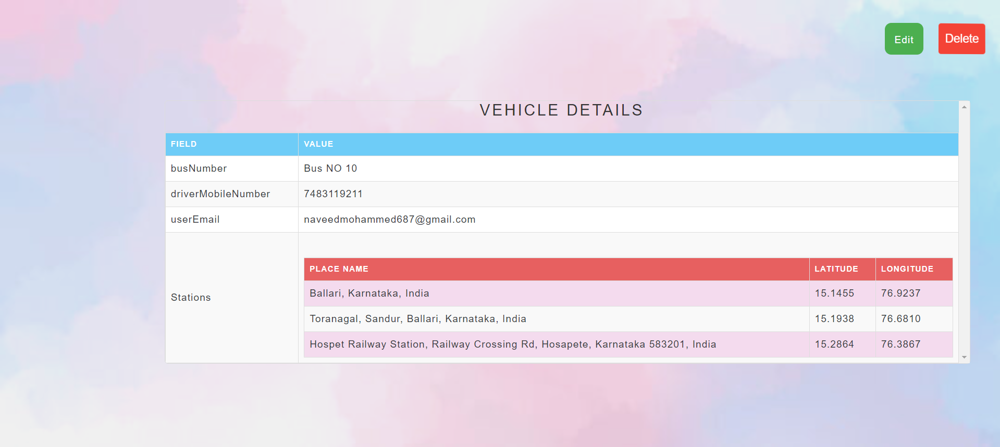 Edit Delete
VEHICLE DETAILS
FIELD VALUE
busNumber Bus NO 10
driverMobileNumber 7483119211
userEmail naveedmohammed687@gmail.com
PLACE NAME LATITUDE LONGITUDE
Ballari, Karnataka, India 15.1455 76.9237
Stations
Toranagal, Sandur, Ballari, Karnataka, India 15.1938 76.6810
Hospet Railway Station, Railway Crossing Rd, Hosapete, Karnataka 583201, India 15.2864 76.3867